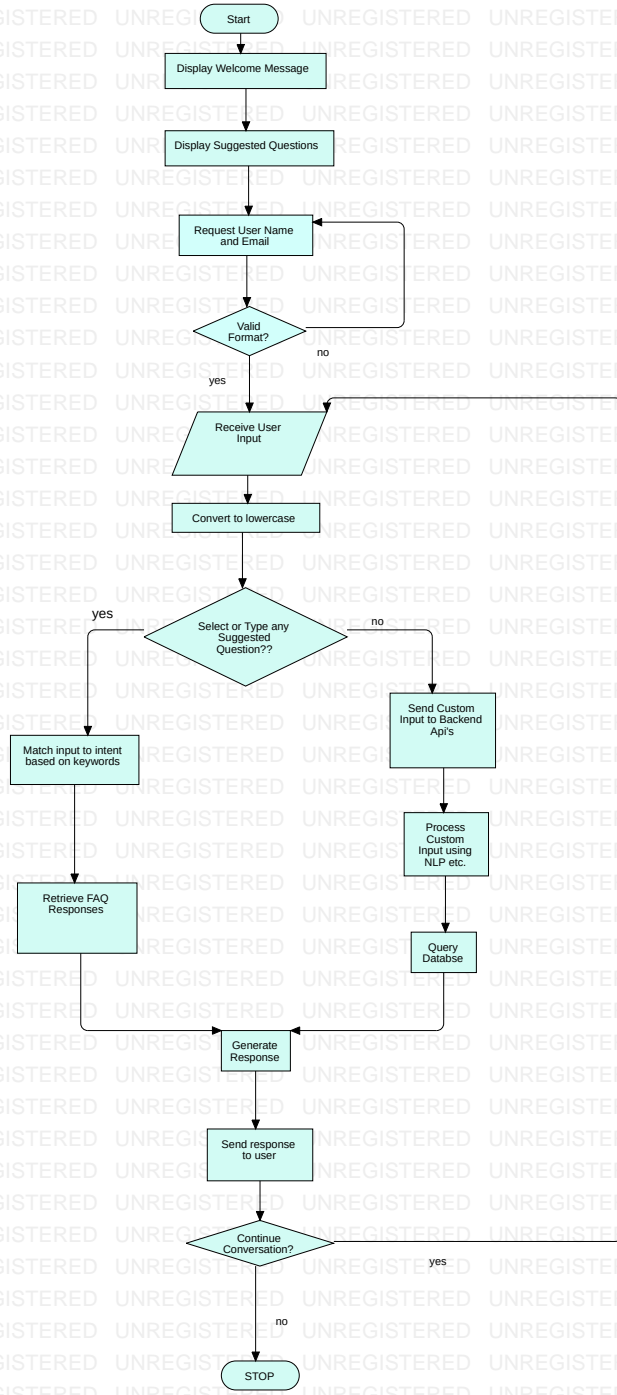 Start
Display Welcome Message
Display Suggested Questions
Request User Name
and Email
Valid
Format?
no
yes
Receive User
Input
Convert to lowercase
yes
Select or Type any
Suggested
Question??
no
Send Custom
Input to Backend
Api's
Match input to intent
based on keywords
Process
Custom
Input using
NLP etc.
Retrieve FAQ
Responses
Query
Databse
Generate
Response
Send response
to user
Continue
Conversation?
yes
no
STOP
UNREGISTERED